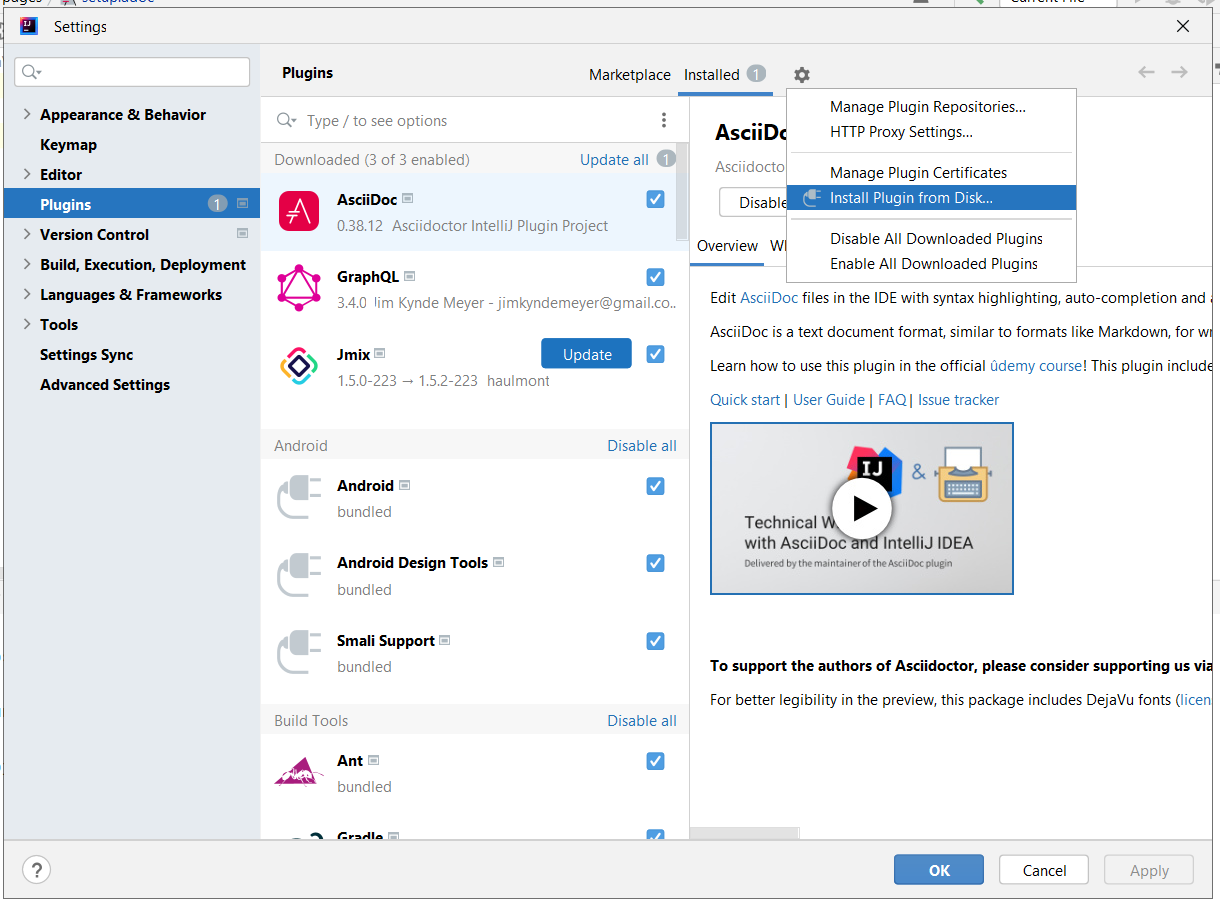 pages / setup.adoc
Current File
Settings
Plugins
Marketplace
Installed 1
Appearance & Behavior
Keymap
Editor
Plugins 1
Version Control
Build, Execution, Deployment
Languages & Frameworks
Tools
Settings Sync
Advanced Settings
Type / to see options
Downloaded (3 of 3 enabled)
Update all 1
AsciiDoc
0.38.12 Asciidoctor IntelliJ Plugin Project
GraphQL
3.4.0 Jim Kynde Meyer - jimkyndemeyer@gmail.co..
Jmix
Update
1.5.0-223 → 1.5.2-223 haulmont
Android
Disable all
Android
bundled
Android Design Tools
bundled
Smali Support
bundled
Build Tools
Disable all
Ant
bundled
Gradle
Manage Plugin Repositories...
HTTP Proxy Settings...
Manage Plugin Certificates
Install Plugin from Disk...
Disable All Downloaded Plugins
Enable All Downloaded Plugins
AsciiDoc
Asciidoctor
Disable
Overview
Edit AsciiDoc files in the IDE with syntax highlighting, auto-completion and
AsciiDoc is a text document format, similar to formats like Markdown, for
Learn how to use this plugin in the official ûdemy course! This plugin include
Quick start | User Guide | FAQ | Issue tracker
IJ &
Technical
with AsciiDoc and IntelliJ IDEA
Delivered by the maintainer of the AsciiDoc plugin
To support the authors of Asciidoctor, please consider supporting us via
For better legibility in the preview, this package includes DejaVu fonts (licen
?
OK
Cancel
Apply